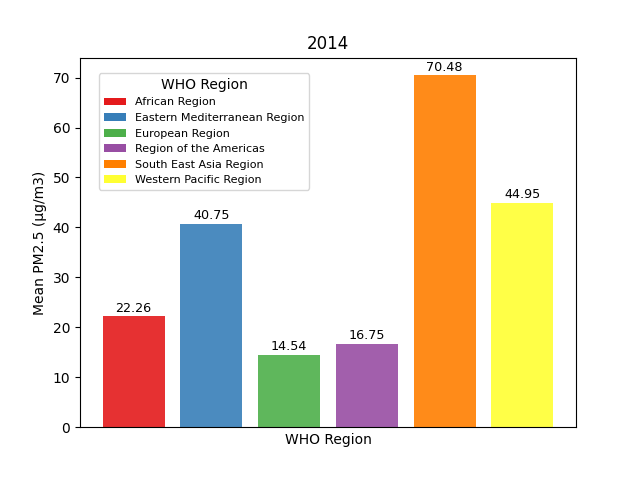 2014
70.48
70
WHO Region
African Region
Eastern Mediterranean Region
European Region
Region of the Americas
South East Asia Region
Western Pacific Region
60
50
44.95
40.75
40
Mean PM2.5 (µg/m3)
30
22.26
20
16.75
14.54
10
0
WHO Region